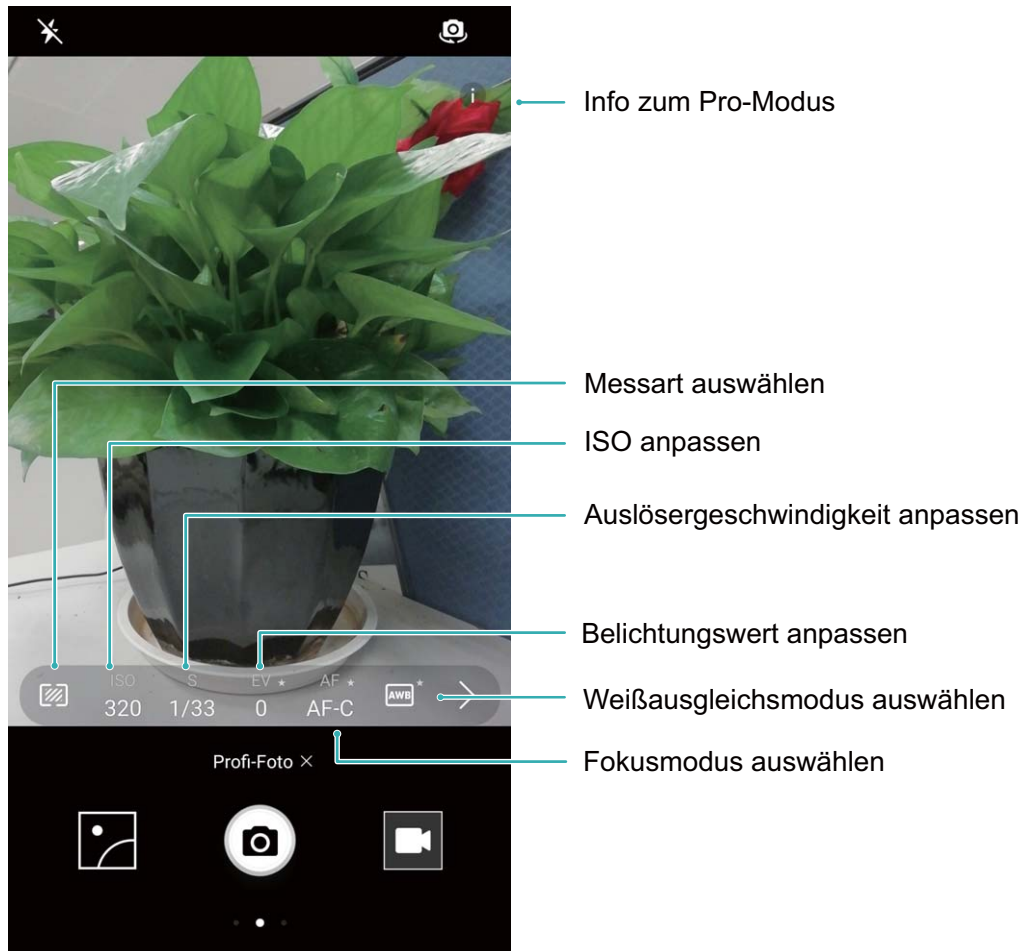 i
Info zum Pro-Modus
Messart auswählen
ISO anpassen
Auslösergeschwindigkeit anpassen
Belichtungswert anpassen
Weißausgleichsmodus auswählen
Fokusmodus auswählen
ISO S EV ★ AF ★
320 1/33 0 AF-C AWB ★
Profi-Foto ×